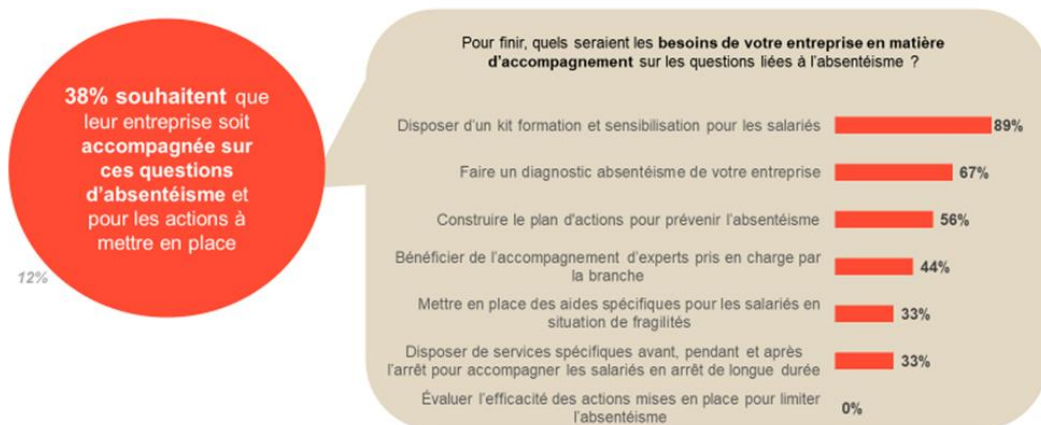 38% souhaitent que
leur entreprise soit
accompagnée sur
ces questions
d'absentéisme et
pour les actions à
mettre en place
12%
Pour finir, quels seraient les besoins de votre entreprise en matière
d'accompagnement sur les questions liées à l'absentéisme ?
Disposer d'un kit formation et sensibilisation pour les salariés
89%
Faire un diagnostic absentéisme de votre entreprise
67%
Construire le plan d'actions pour prévenir l'absentéisme
56%
Bénéficier de l'accompagnement d'experts pris en charge par
la branche
44%
Mettre en place des aides spécifiques pour les salariés en
situation de fragilités
33%
Disposer de services spécifiques avant, pendant et après
l'arrêt pour accompagner les salariés en arrêt de longue durée
33%
Évaluer l'efficacité des actions mises en place pour limiter
l'absentéisme
0%